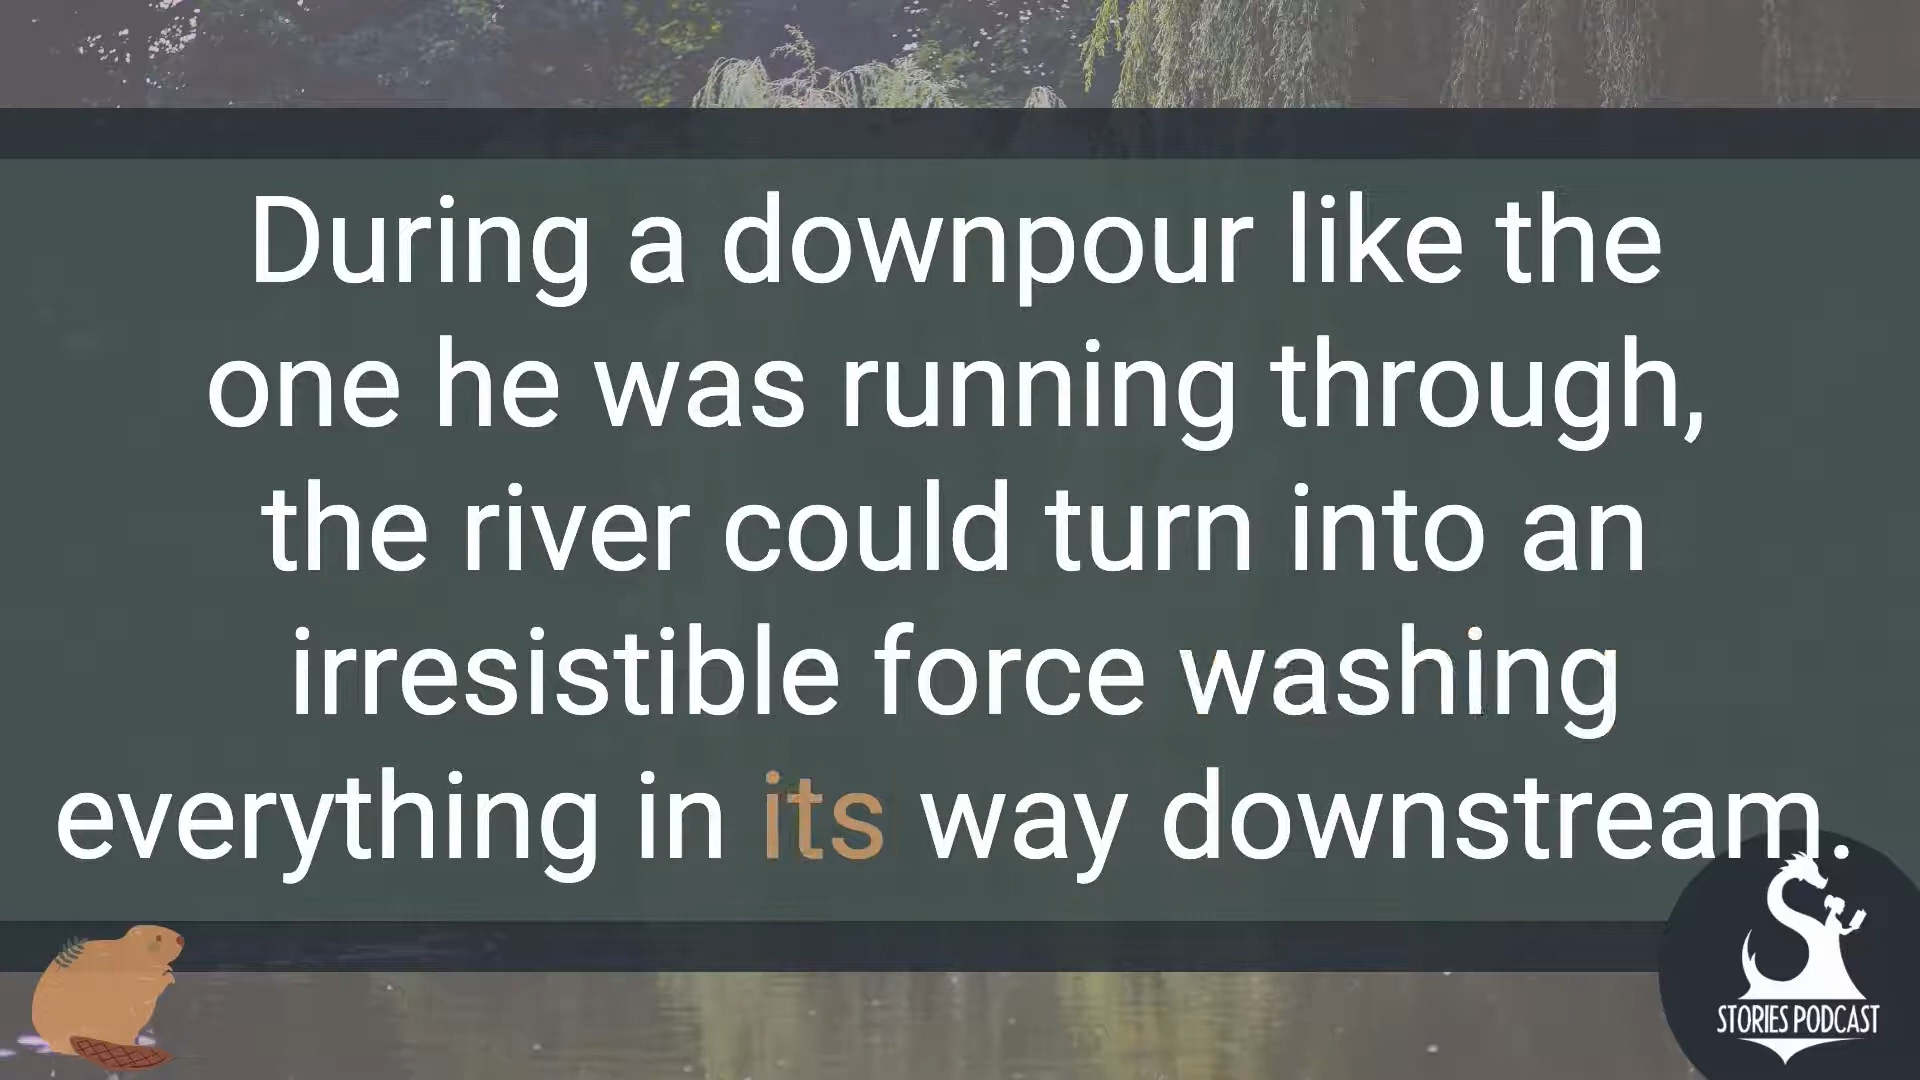 During a downpour like the
one he was running through,
the river could turn into an
irresistible force washing
everything in its way downstream.
STORIES PODCAST